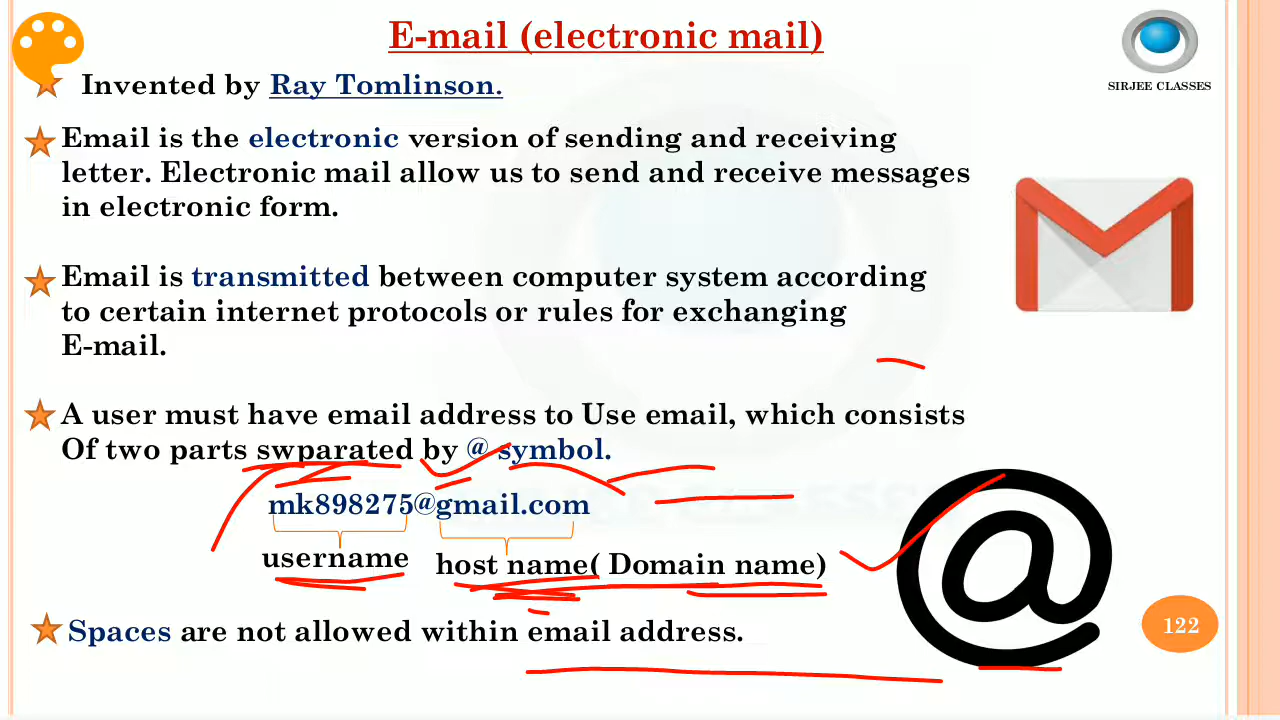 E-mail (electronic mail)
SIRJEE CLASSES
Invented by Ray Tomlinson.
Email is the electronic version of sending and receiving
letter. Electronic mail allow us to send and receive messages
in electronic form.
Email is transmitted between computer system according
to certain internet protocols or rules for exchanging
E-mail.
A user must have email address to Use email, which consists
Of two parts swparated by @ symbol.
mk898275@gmail.com
username host name( Domain name)
@
Spaces are not allowed within email address.
122